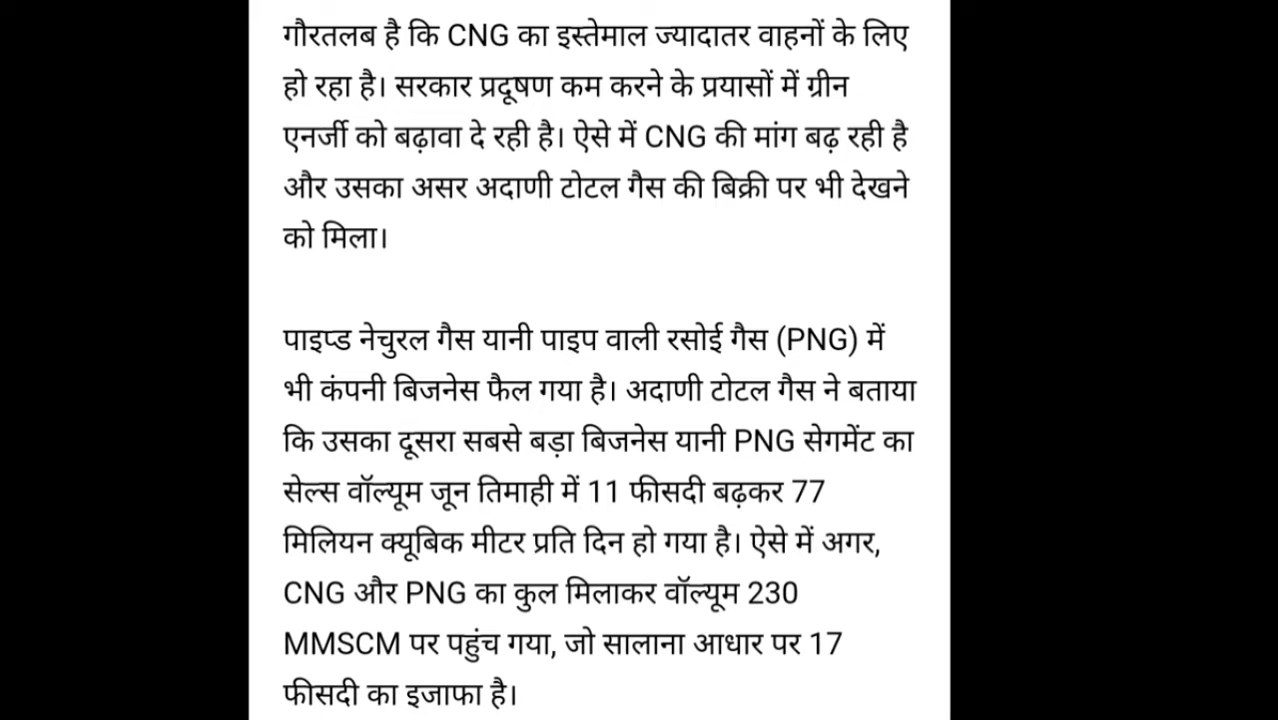 गौरतलब है कि CNG का इस्तेमाल ज्यादातर वाहनों के लिए
हो रहा है। सरकार प्रदूषण कम करने के प्रयासों में ग्रीन
एनर्जी को बढ़ावा दे रही है। ऐसे में CNG की मांग बढ़ रही है
और उसका असर अदाणी टोटल गैस की बिक्री पर भी देखने
को मिला।
पाइप्ड नेचुरल गैस यानी पाइप वाली रसोई गैस (PNG) में
भी कंपनी बिजनेस फैल गया है। अदाणी टोटल गैस ने बताया
कि उसका दूसरा सबसे बड़ा बिजनेस यानी PNG सेगमेंट का
सेल्स वॉल्यूम जून तिमाही में 11 फीसदी बढ़कर 77
मिलियन क्यूबिक मीटर प्रति दिन हो गया है। ऐसे में अगर,
CNG और PNG का कुल मिलाकर वॉल्यूम 230
MMSCM पर पहुंच गया, जो सालाना आधार पर 17
फीसदी का इजाफा है।